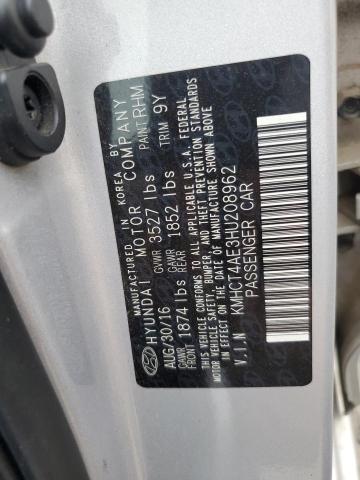 MANUFACTURED IN KOREA BY
HYUNDAI MOTOR COMPANY
AUG/30/16 GVWR 3527 lbs PAINT RHM
GAWR FRONT 1874 lbs GAWR REAR 1852 lbs TRIM 9Y
THIS VEHICLE CONFORMS TO ALL APPLICABLE U.S.A. FEDERAL
MOTOR VEHICLE SAFETY, BUMPER, AND THEFT PREVENTION STANDARDS
IN EFFECT ON THE DATE OF MANUFACTURE SHOWN ABOVE
V.I.N KMHCT4AE3HU208962
PASSENGER CAR